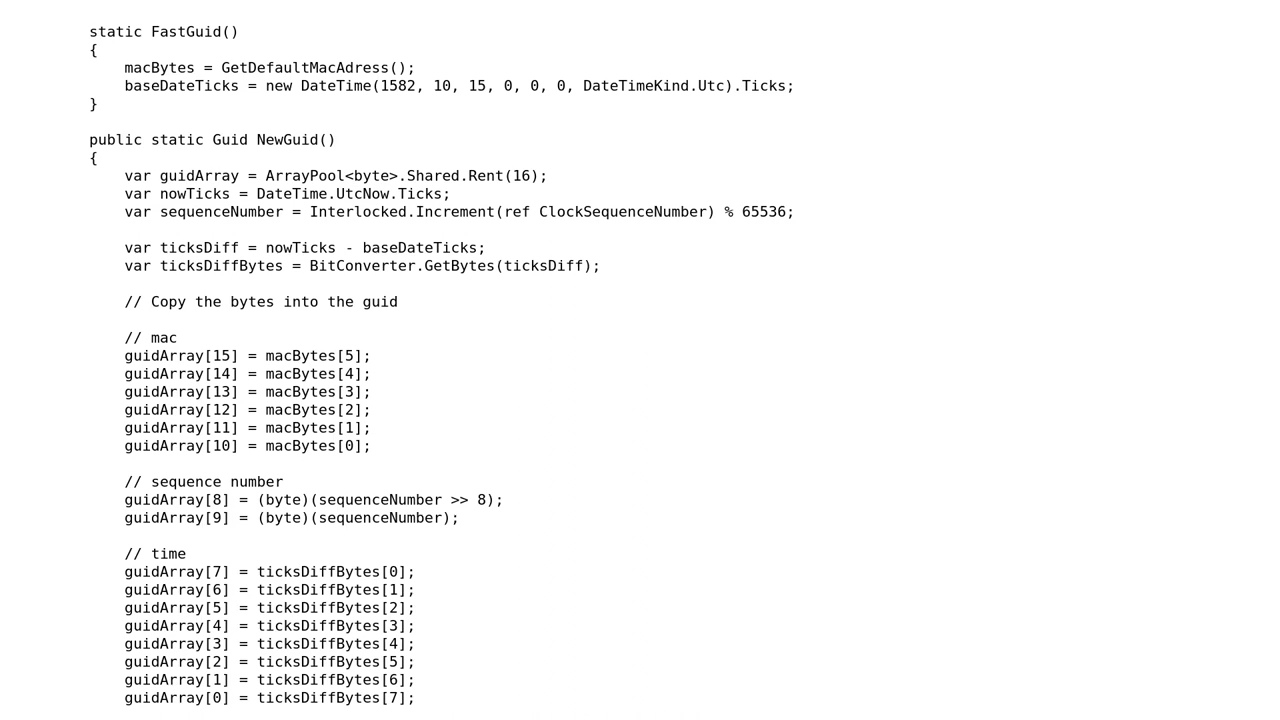 static FastGuid()
{
macBytes = GetDefaultMacAdress();
baseDateTicks = new DateTime(1582, 10, 15, 0, 0, 0, DateTimeKind.Utc).Ticks;
}
public static Guid NewGuid()
{
var guidArray = ArrayPool<byte>.Shared.Rent(16);
var nowTicks = DateTime.UtcNow.Ticks;
var sequenceNumber = Interlocked.Increment(ref ClockSequenceNumber) % 65536;
var ticksDiff = nowTicks - baseDateTicks;
var ticksDiffBytes = BitConverter.GetBytes(ticksDiff);
// Copy the bytes into the guid
// mac
guidArray[15] = macBytes[5];
guidArray[14] = macBytes[4];
guidArray[13] = macBytes[3];
guidArray[12] = macBytes[2];
guidArray[11] = macBytes[1];
guidArray[10] = macBytes[0];
// sequence number
guidArray[8] = (byte)(sequenceNumber >> 8);
guidArray[9] = (byte)(sequenceNumber);
// time
guidArray[7] = ticksDiffBytes[0];
guidArray[6] = ticksDiffBytes[1];
guidArray[5] = ticksDiffBytes[2];
guidArray[4] = ticksDiffBytes[3];
guidArray[3] = ticksDiffBytes[4];
guidArray[2] = ticksDiffBytes[5];
guidArray[1] = ticksDiffBytes[6];
guidArray[0] = ticksDiffBytes[7];